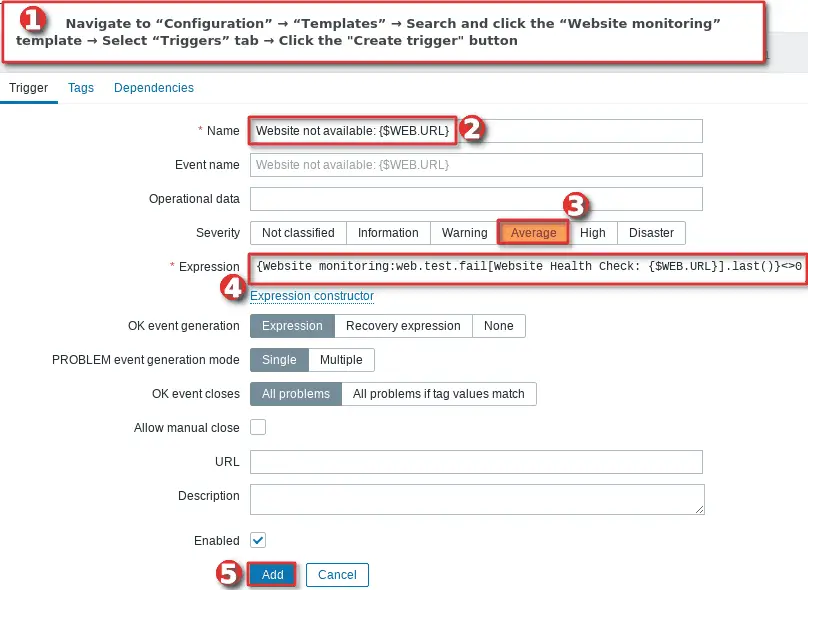 1 Navigate to “Configuration” → “Templates” → Search and click the “Website monitoring”
template → Select “Triggers” tab → Click the "Create trigger" button
Trigger Tags Dependencies
* Name Website not available: {$WEB.URL} 2
Event name Website not available: {$WEB.URL}
Operational data
3
Severity Not classified Information Warning Average High Disaster
* Expression {Website monitoring:web.test.fail[Website Health Check: {$WEB.URL}].last()}<>0
4
Expression constructor
OK event generation Expression Recovery expression None
PROBLEM event generation mode Single Multiple
OK event closes All problems All problems if tag values match
Allow manual close
URL
Description
Enabled
5 Add Cancel